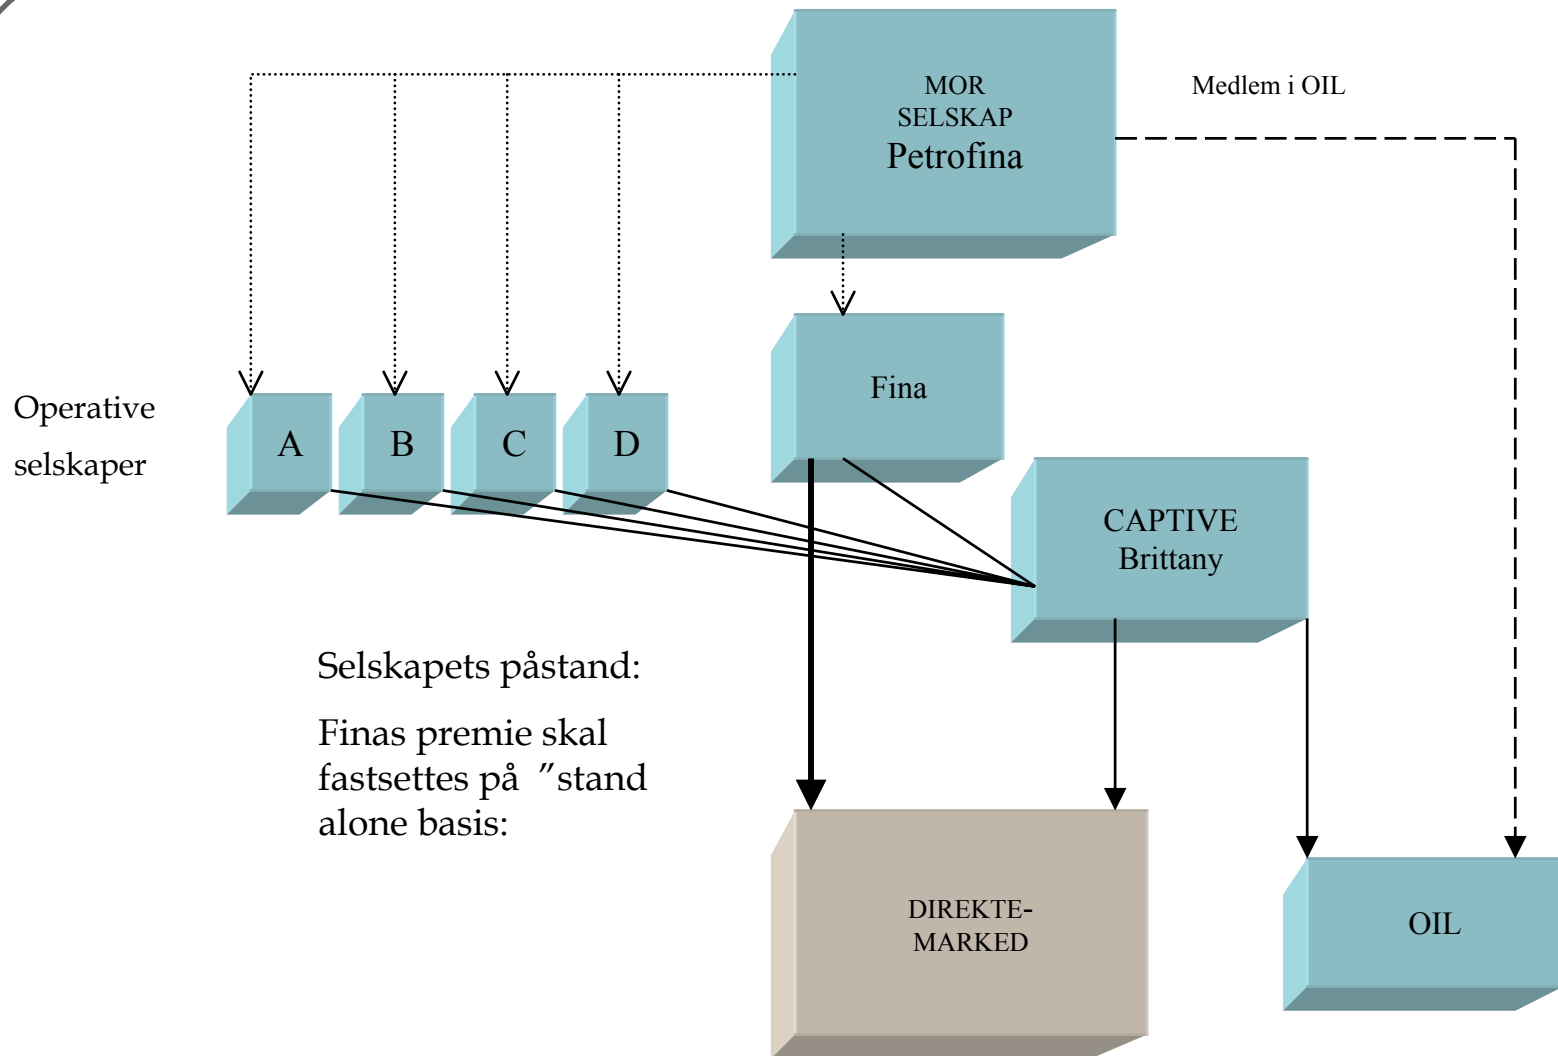 MOR
SELSKAP
Petrofina
Medlem i OIL
Fina
Operative
selskaper
A
B
C
D
CAPTIVE
Brittany
Selskapets påstand:
Finas premie skal
fastsettes på ”stand
alone basis:
DIREKTE-
MARKED
OIL